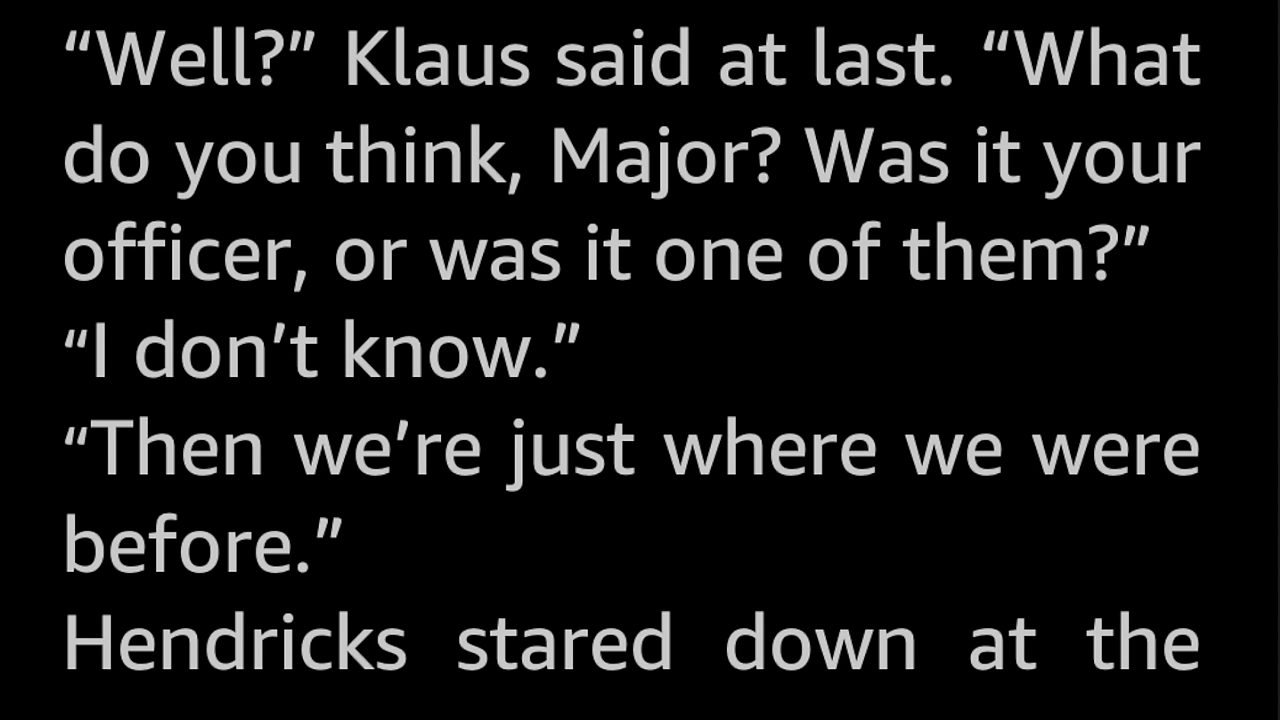 “Well?” Klaus said at last. “What
do you think, Major? Was it your
officer, or was it one of them?”
“I don’t know.”
“Then we’re just where we were
before.”
Hendricks stared down at the